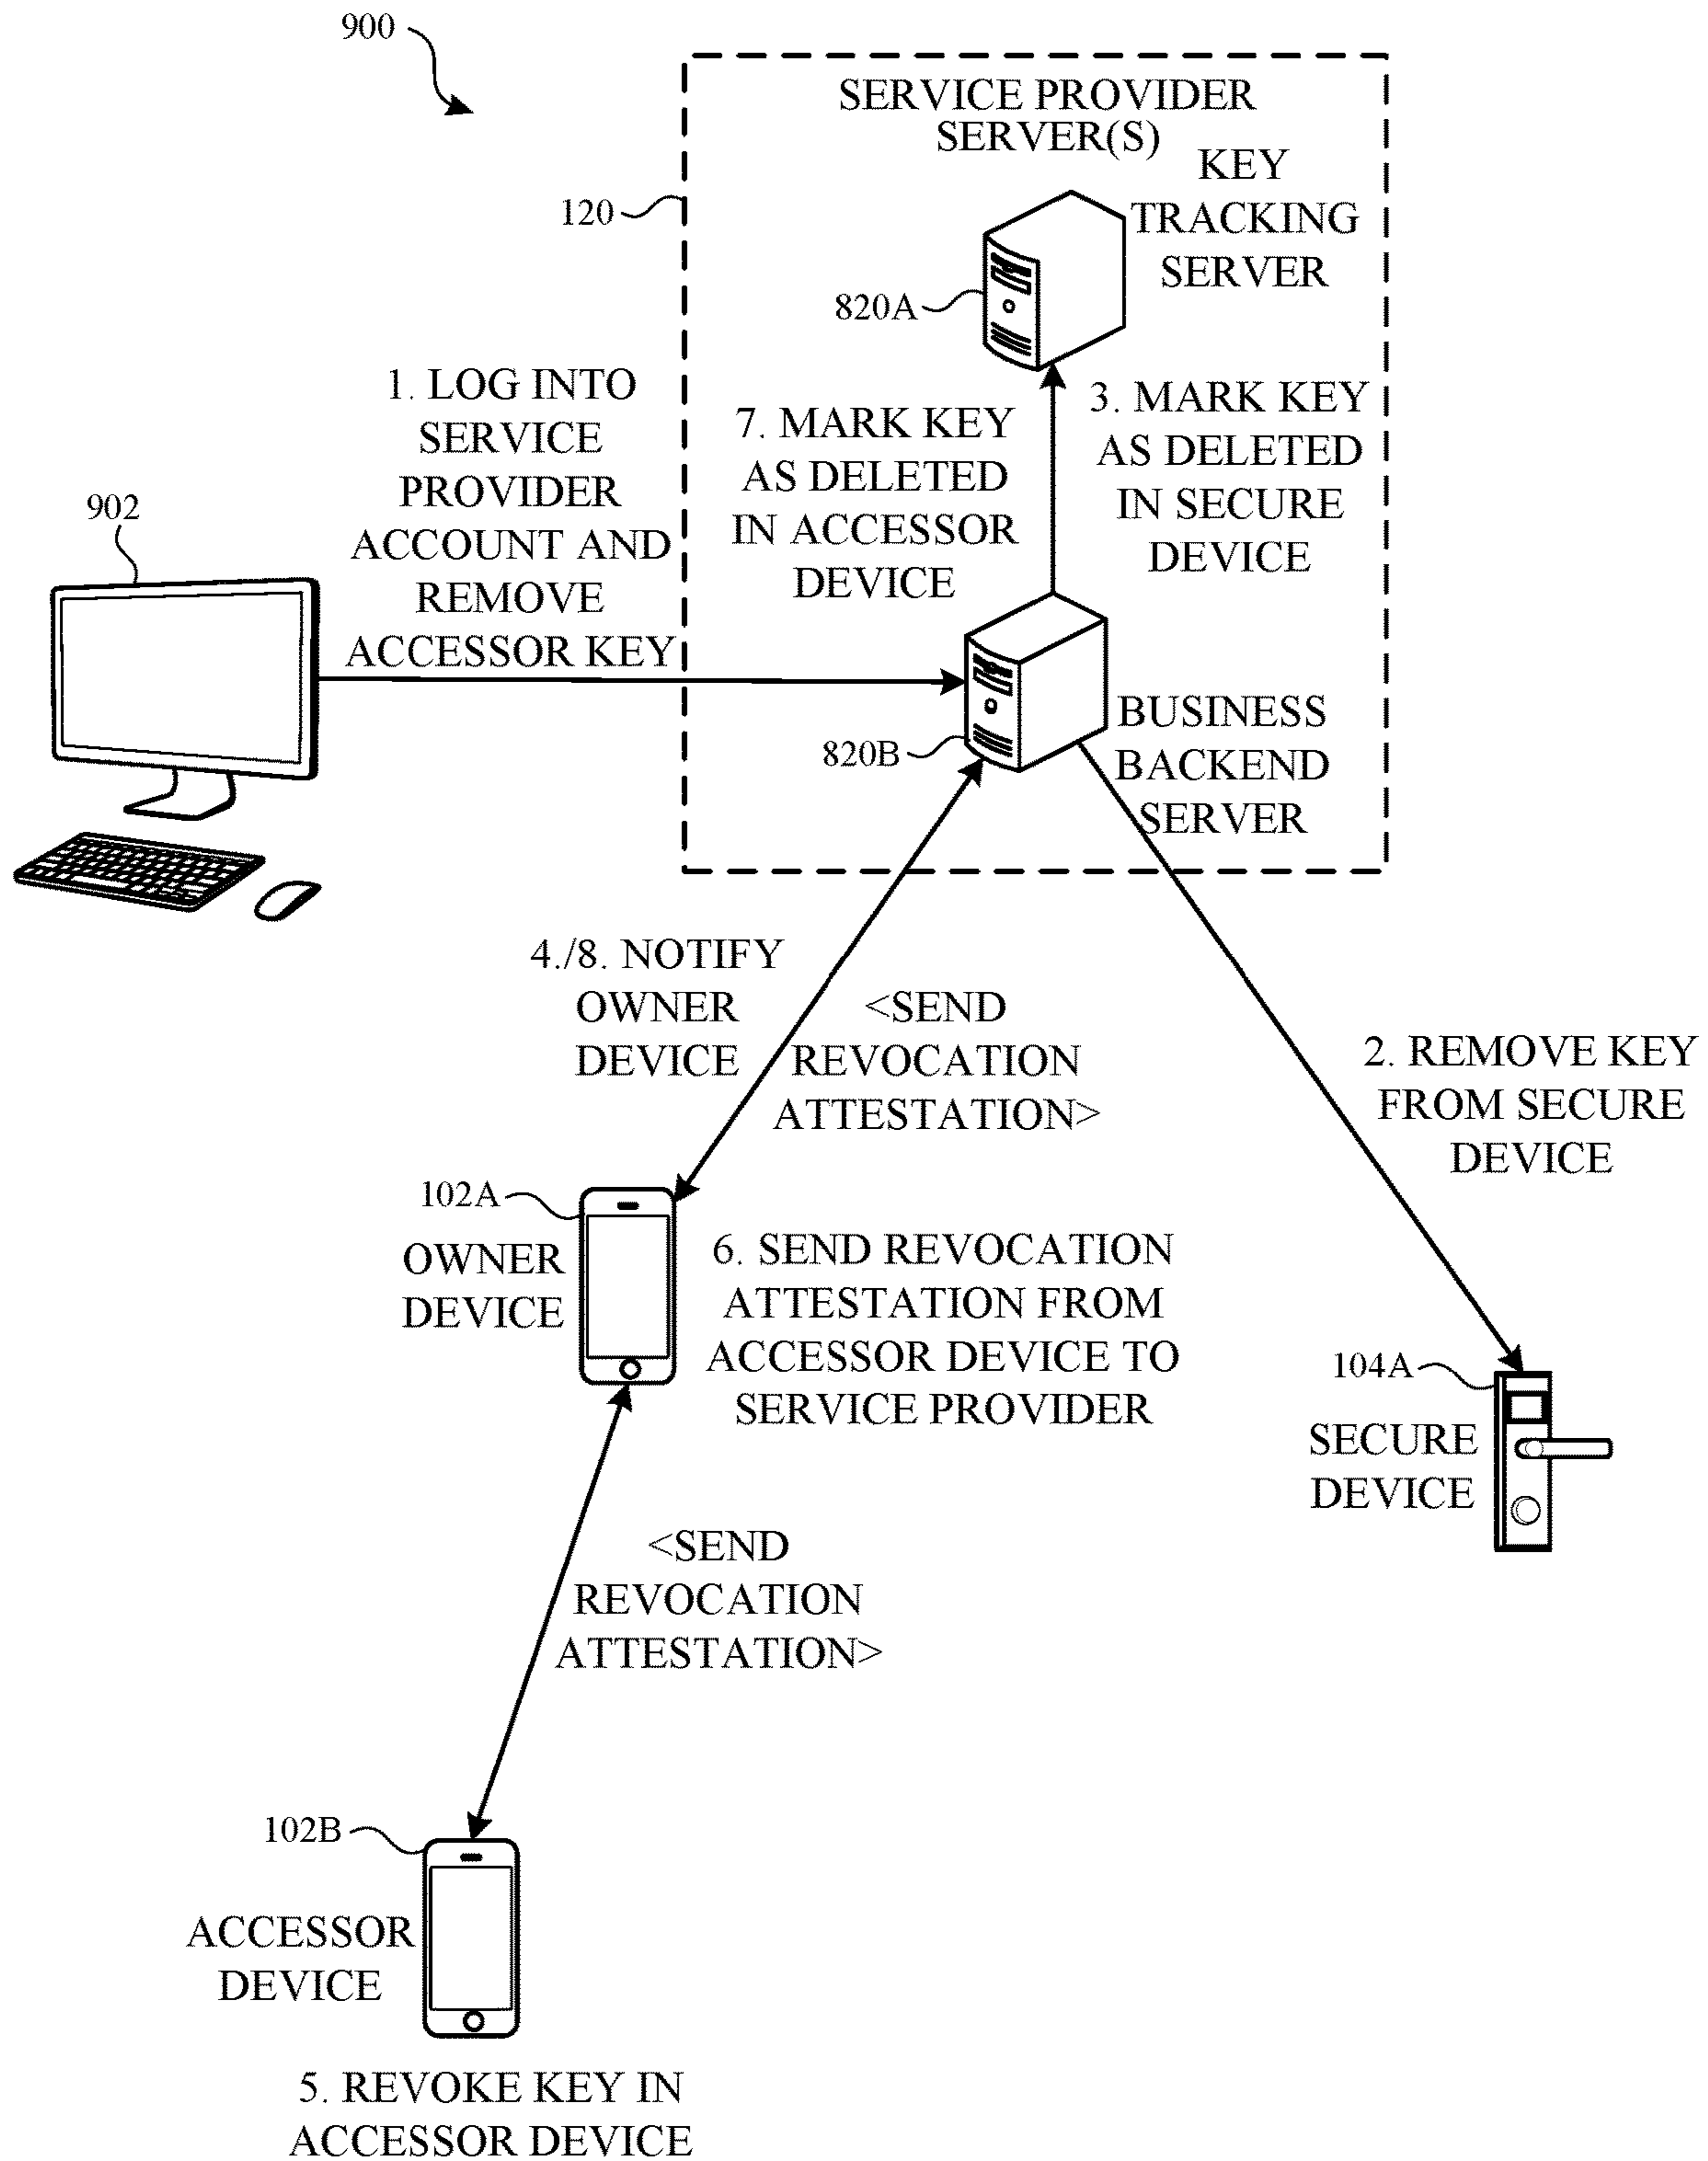 900
SERVICE PROVIDER
SERVER(S)
KEY
TRACKING
SERVER
120
820A
1. LOG INTO
SERVICE
PROVIDER
ACCOUNT AND
REMOVE
ACCESSOR KEY
7. MARK KEY
AS DELETED
IN ACCESSOR
DEVICE
3. MARK KEY
AS DELETED
IN SECURE
DEVICE
902
820B
BUSINESS
BACKEND
SERVER
4./8. NOTIFY
OWNER
DEVICE
<SEND
REVOCATION
ATTESTATION>
2. REMOVE KEY
FROM SECURE
DEVICE
102A
OWNER
DEVICE
6. SEND REVOCATION
ATTESTATION FROM
ACCESSOR DEVICE TO
SERVICE PROVIDER
104A
SECURE
DEVICE
<SEND
REVOCATION
ATTESTATION>
102B
ACCESSOR
DEVICE
5. REVOKE KEY IN
ACCESSOR DEVICE